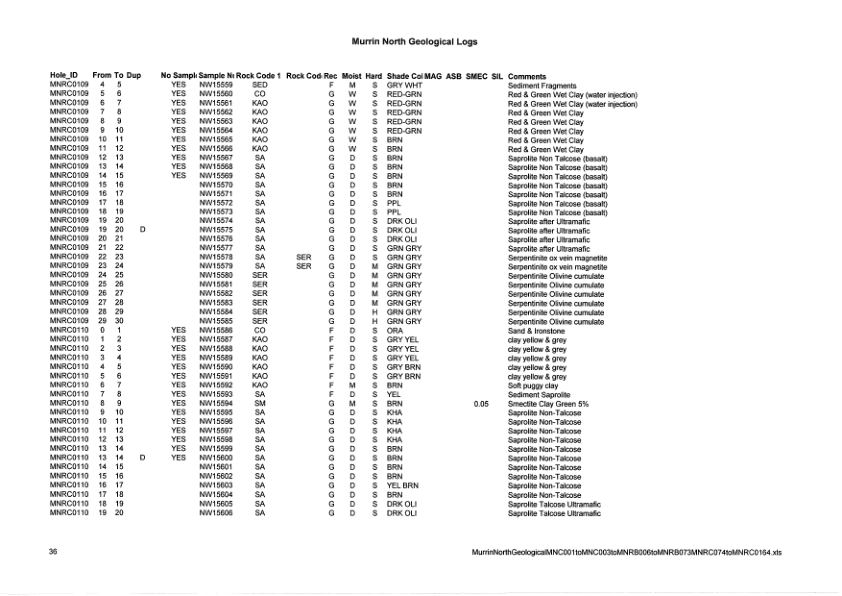 Murrin North Geological Logs
Hole_ID From To Dup No Sampl Sample N Rock Code 1 Rock Cod Rec Moist Hard Shade Col MAG ASB SMEC SIL Comments
MNRC0109 4 5 YES NW15559 SED F M S GRY WHT Sediment Fragments
MNRC0109 5 6 YES NW15560 CO G W S RED-GRN Red & Green Wet Clay (water injection)
MNRC0109 6 7 YES NW15561 KAO G W S RED-GRN Red & Green Wet Clay (water injection)
MNRC0109 7 8 YES NW15562 KAO G W S RED-GRN Red & Green Wet Clay
MNRC0109 8 9 YES NW15563 KAO G W S RED-GRN Red & Green Wet Clay
MNRC0109 9 10 YES NW15564 KAO G W S RED-GRN Red & Green Wet Clay
MNRC0109 10 11 YES NW15565 KAO G W S BRN Red & Green Wet Clay
MNRC0109 11 12 YES NW15566 KAO G W S BRN Red & Green Wet Clay
MNRC0109 12 13 YES NW15567 SA G D S BRN Saprolite Non Talcose (basalt)
MNRC0109 13 14 YES NW15568 SA G D S BRN Saprolite Non Talcose (basalt)
MNRC0109 14 15 YES NW15569 SA G D S BRN Saprolite Non Talcose (basalt)
MNRC0109 15 16 NW15570 SA G D S BRN Saprolite Non Talcose (basalt)
MNRC0109 16 17 NW15571 SA G D S BRN Saprolite Non Talcose (basalt)
MNRC0109 17 18 NW15572 SA G D S PPL Saprolite Non Talcose (basalt)
MNRC0109 18 19 NW15573 SA G D S PPL Saprolite Non Talcose (basalt)
MNRC0109 19 20 NW15574 SA G D S DRK OLI Saprolite after Ultramafic
MNRC0109 19 20 D NW15575 SA G D S DRK OLI Saprolite after Ultramafic
MNRC0109 20 21 NW15576 SA G D S DRK OLI Saprolite after Ultramafic
MNRC0109 21 22 NW15577 SA G D S GRN GRY Saprolite after Ultramafic
MNRC0109 22 23 NW15578 SA SER G D S GRN GRY Serpentinite ox vein magnetite
MNRC0109 23 24 NW15579 SA SER G D M GRN GRY Serpentinite ox vein magnetite
MNRC0109 24 25 NW15580 SER G D M GRN GRY Serpentinite Olivine cumulate
MNRC0109 25 26 NW15581 SER G D M GRN GRY Serpentinite Olivine cumulate
MNRC0109 26 27 NW15582 SER G D M GRN GRY Serpentinite Olivine cumulate
MNRC0109 27 28 NW15583 SER G D M GRN GRY Serpentinite Olivine cumulate
MNRC0109 28 29 NW15584 SER G D H GRN GRY Serpentinite Olivine cumulate
MNRC0109 29 30 NW15585 SER G D H GRN GRY Serpentinite Olivine cumulate
MNRC0110 0 1 YES NW15586 CO F D S ORA Sand & Ironstone
MNRC0110 1 2 YES NW15587 KAO F D S GRY YEL clay yellow & grey
MNRC0110 2 3 YES NW15588 KAO F D S GRY YEL clay yellow & grey
MNRC0110 3 4 YES NW15589 KAO F D S GRY YEL clay yellow & grey
MNRC0110 4 5 YES NW15590 KAO F D S GRY BRN clay yellow & grey
MNRC0110 5 6 YES NW15591 KAO F D S GRY BRN clay yellow & grey
MNRC0110 6 7 YES NW15592 KAO F M S BRN Soft puggy clay
MNRC0110 7 8 YES NW15593 SA F D S YEL Sediment Saprolite
MNRC0110 8 9 YES NW15594 SM G M S BRN 0.05 Smectite Clay Green 5%
MNRC0110 9 10 YES NW15595 SA G D S KHA Saprolite Non-Talcose
MNRC0110 10 11 YES NW15596 SA G D S KHA Saprolite Non-Talcose
MNRC0110 11 12 YES NW15597 SA G D S KHA Saprolite Non-Talcose
MNRC0110 12 13 YES NW15598 SA G D S KHA Saprolite Non-Talcose
MNRC0110 13 14 YES NW15599 SA G D S BRN Saprolite Non-Talcose
MNRC0110 13 14 D YES NW15600 SA G D S BRN Saprolite Non-Talcose
MNRC0110 14 15 NW15601 SA G D S BRN Saprolite Non-Talcose
MNRC0110 15 16 NW15602 SA G D S BRN Saprolite Non-Talcose
MNRC0110 16 17 NW15603 SA G D S YEL BRN Saprolite Non-Talcose
MNRC0110 17 18 NW15604 SA G D S BRN Saprolite Non-Talcose
MNRC0110 18 19 NW15605 SA G D S DRK OLI Saprolite Talcose Ultramafic
MNRC0110 19 20 NW15606 SA G D S DRK OLI Saprolite Talcose Ultramafic
36 MurrinNorthGeologicalMNC001toMNC003toMNRB006toMNRB073MNRC074toMNRC0164.xls